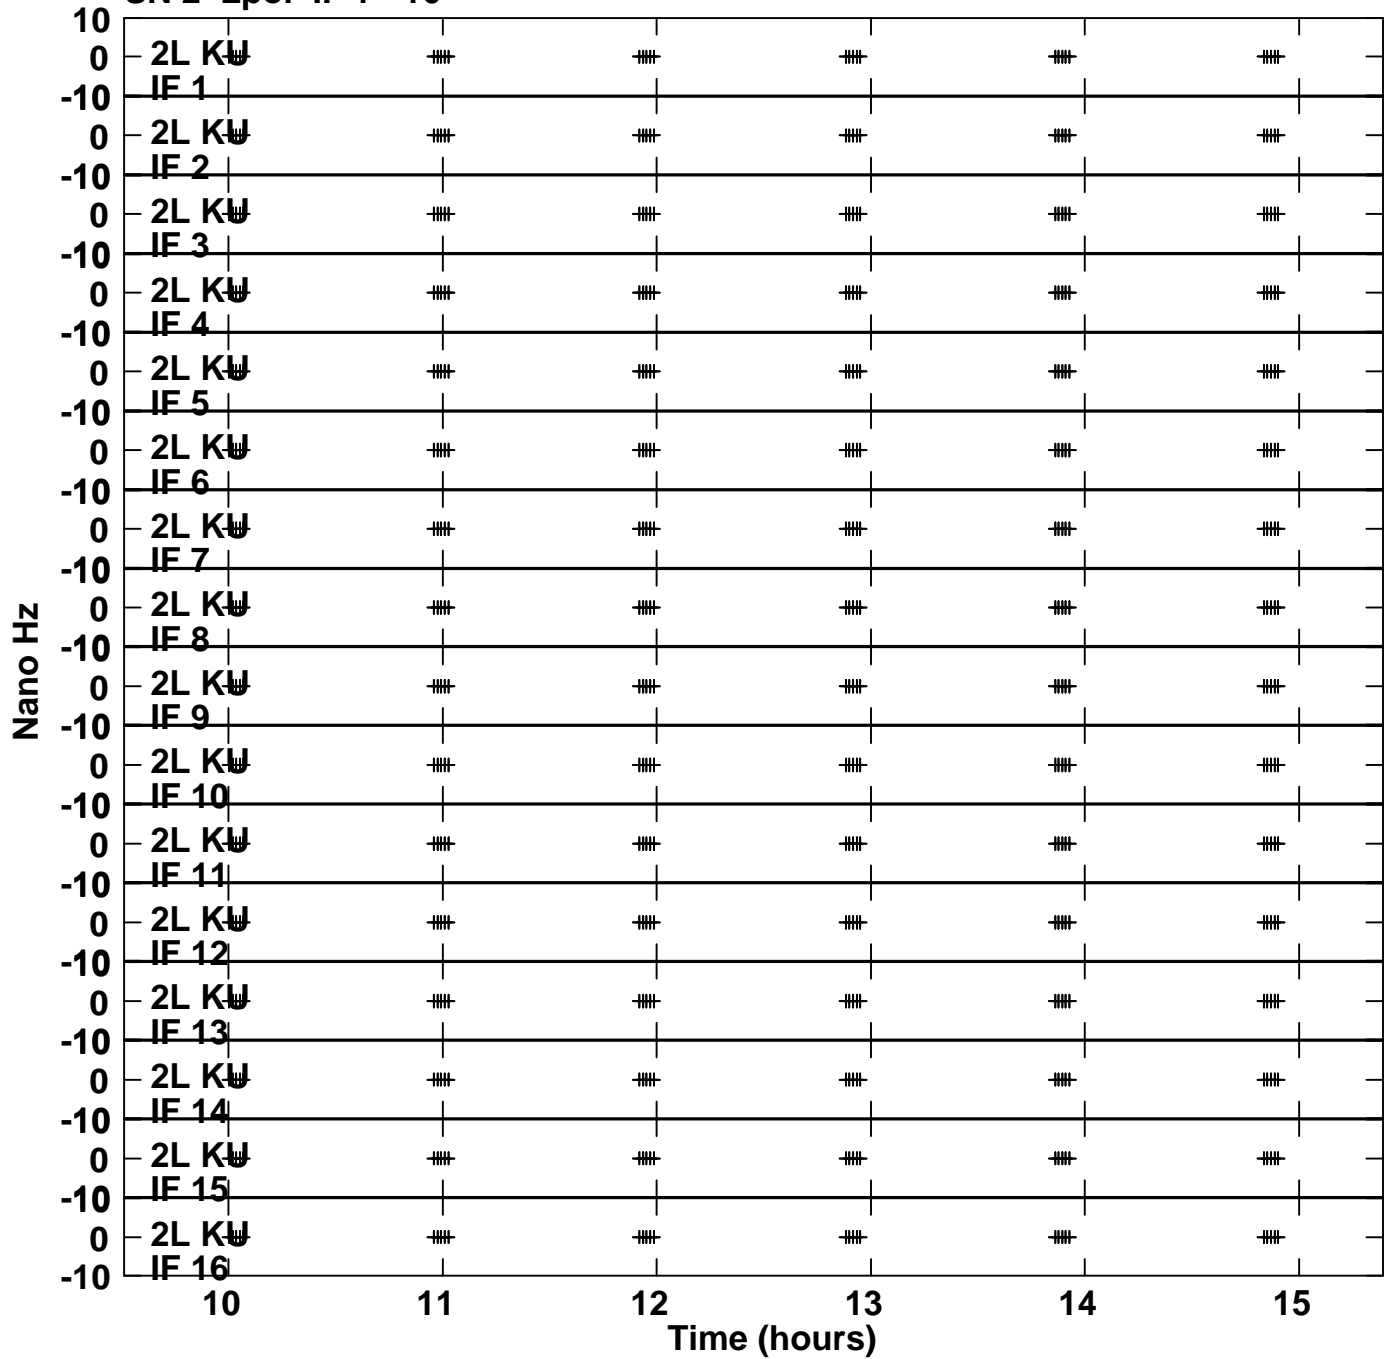 10
0 2L KU
-10 IF 1
0 2L KU
-10 IF 2
0 2L KU
-10 IF 3
0 2L KU
-10 IF 4
0 2L KU
-10 IF 5
0 2L KU
-10 IF 6
0 2L KU
-10 IF 7
0 2L KU
-10 IF 8
0 2L KU
-10 IF 9
0 2L KU
-10 IF 10
0 2L KU
-10 IF 11
0 2L KU
-10 IF 12
0 2L KU
-10 IF 13
0 2L KU
-10 IF 14
0 2L KU
-10 IF 15
0 2L KU
-10 IF 16
Nano Hz
10 11 12 13 14 15
Time (hours)